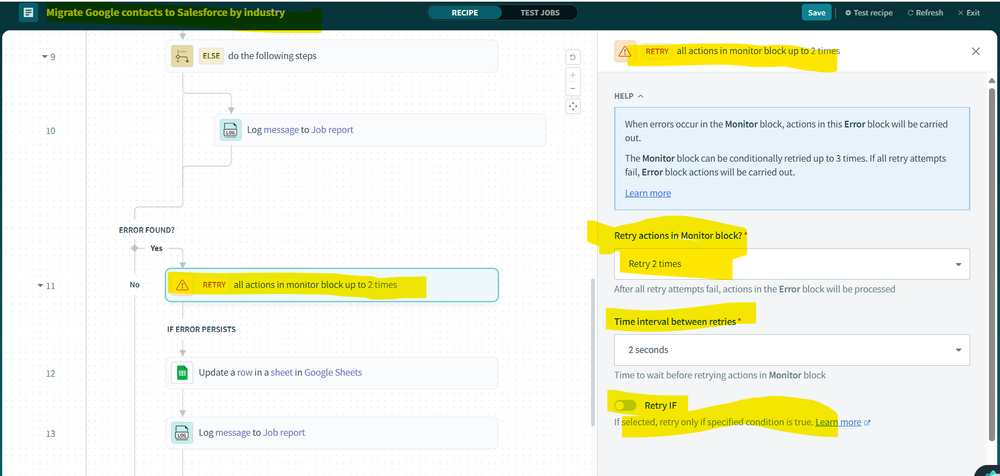 Migrate Google contacts to Salesforce by industry
RECIPE
TEST JOBS
Save
Test recipe
Refresh
Exit
9
ELSE do the following steps
10
LOG
Log message to Job report
ERROR FOUND?
Yes
No
11
RETRY all actions in monitor block up to 2 times
IF ERROR PERSISTS
12
Update a row in a sheet in Google Sheets
13
LOG
Log message to Job report
RETRY all actions in monitor block up to 2 times
HELP
When errors occur in the Monitor block, actions in this Error block will be carried
out.
The Monitor block can be conditionally retried up to 3 times. If all retry attempts
fail, Error block actions will be carried out.
Learn more
Retry actions in Monitor block? *
Retry 2 times
After all retry attempts fail, actions in the Error block will be processed
Time interval between retries *
2 seconds
Time to wait before retrying actions in Monitor block
Retry IF
If selected, retry only if specified condition is true. Learn more